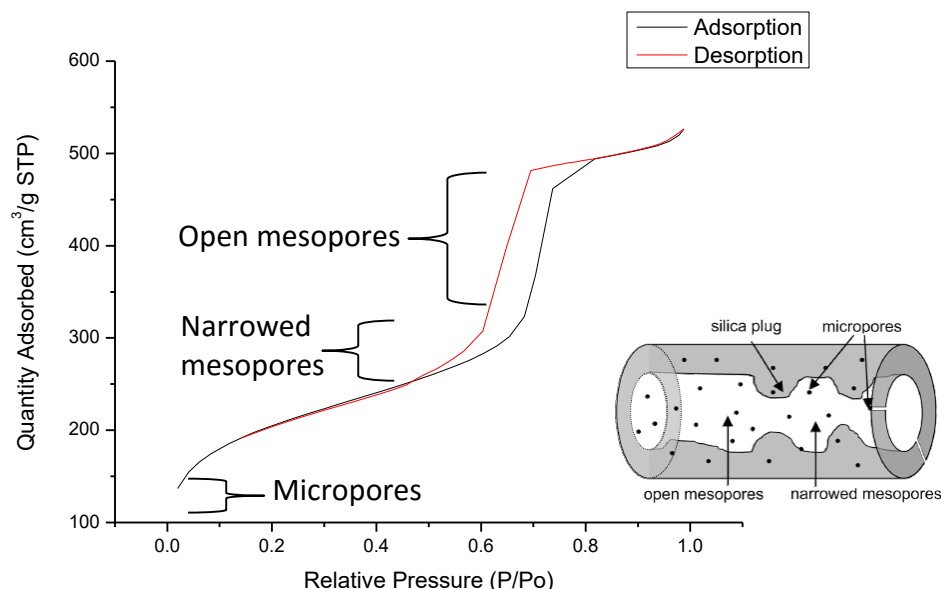 Adsorption
Desorption
600
500
400
300
200
100
Quantity Adsorbed (cm³/g STP)
Open mesopores
Narrowed
mesopores
Micropores
silica plug
micropores
open mesopores
narrowed mesopores
0.0
0.2
0.4
0.6
0.8
1.0
Relative Pressure (P/Po)